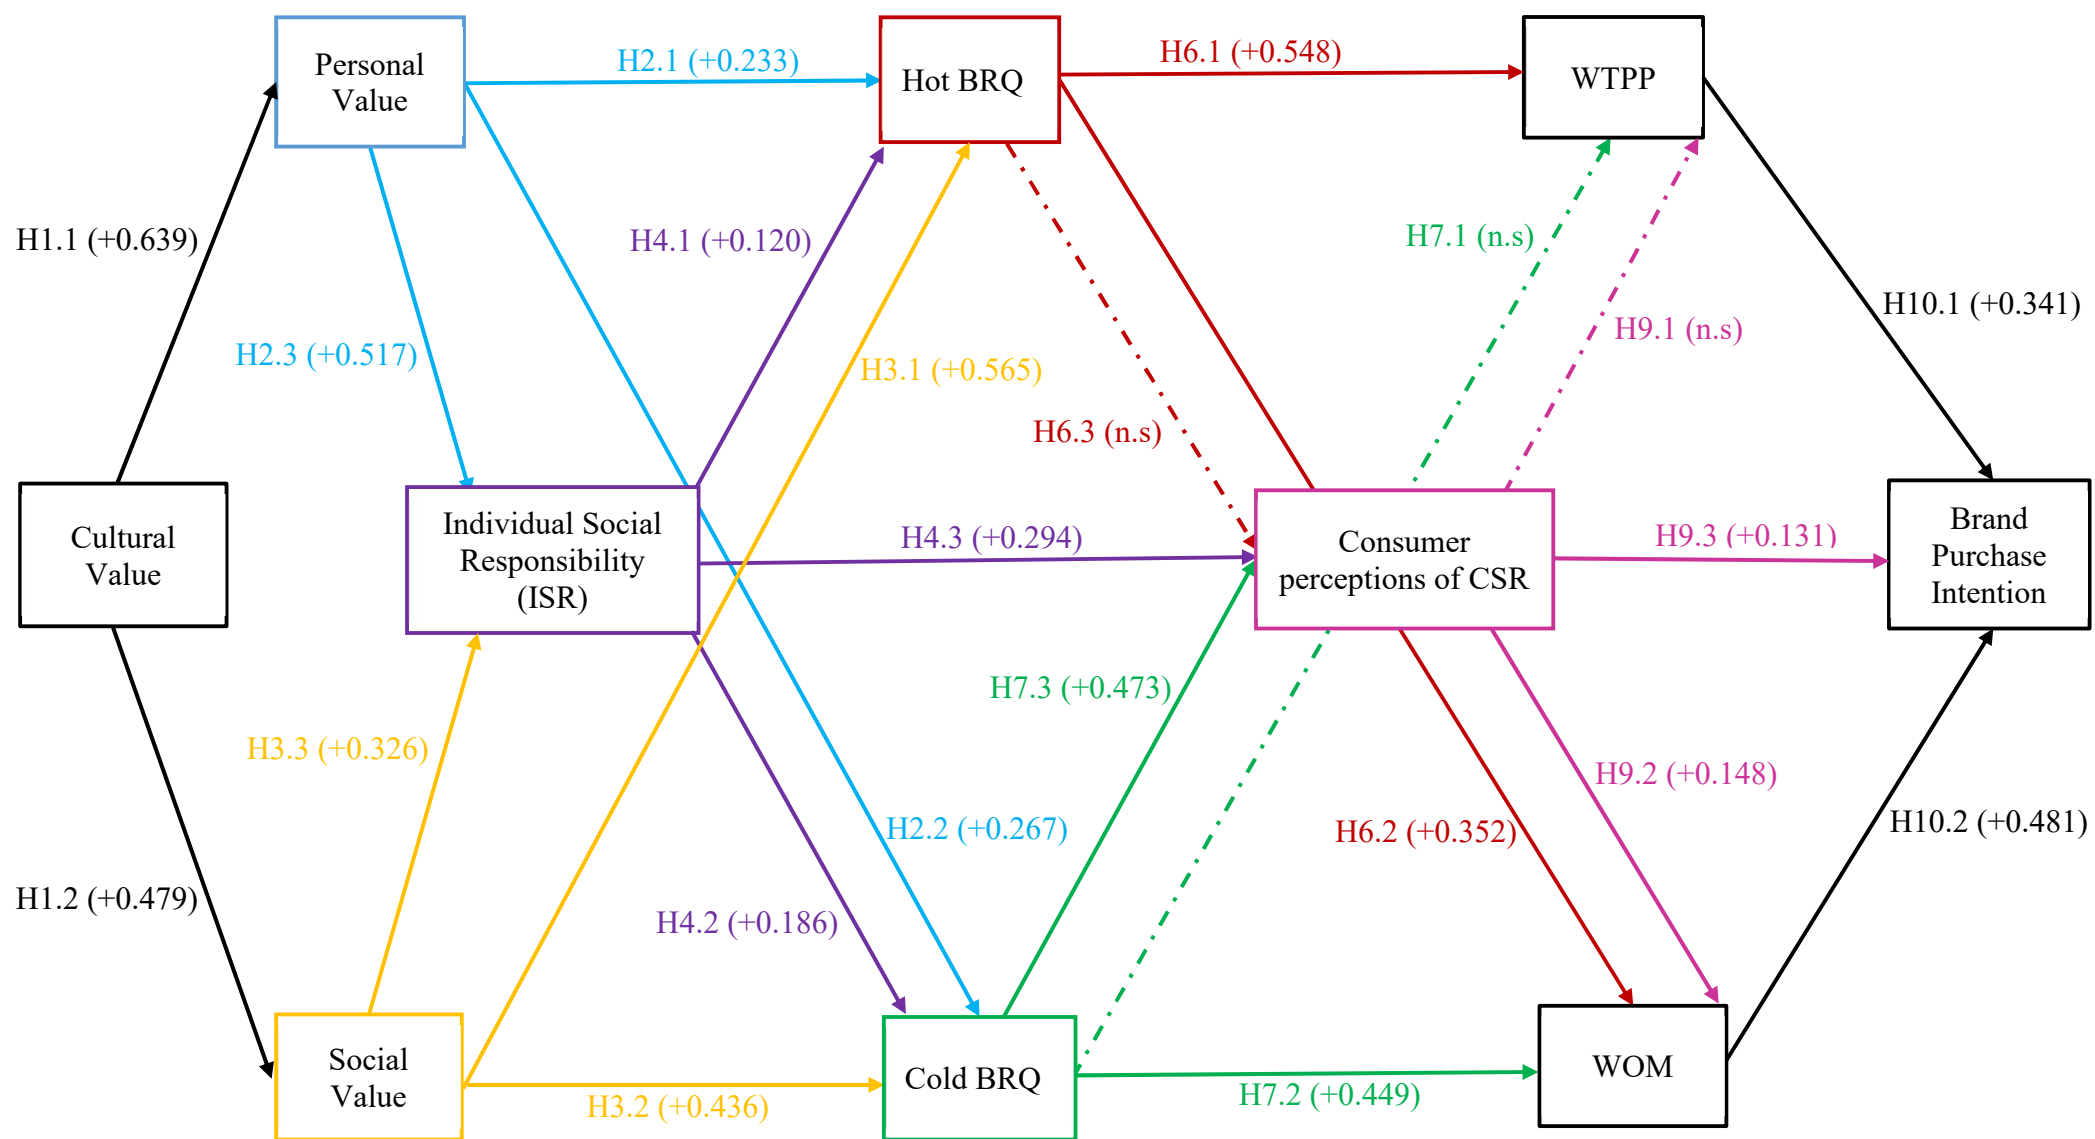 Personal
Value
H2.1 (+0.233)
Hot BRQ
H6.1 (+0.548)
WTPP
H1.1 (+0.639)
H4.1 (+0.120)
H7.1 (n.s)
H10.1 (+0.341)
H9.1 (n.s)
H2.3 (+0.517)
H3.1 (+0.565)
H6.3 (n.s)
Cultural
Value
Individual Social
Responsibility
(ISR)
H4.3 (+0.294)
Consumer
perceptions of CSR
H9.3 (+0.131)
Brand
Purchase
Intention
H7.3 (+0.473)
H3.3 (+0.326)
H9.2 (+0.148)
H2.2 (+0.267)
H6.2 (+0.352)
H10.2 (+0.481)
H1.2 (+0.479)
H4.2 (+0.186)
Social
Value
H3.2 (+0.436)
Cold BRQ
H7.2 (+0.449)
WOM